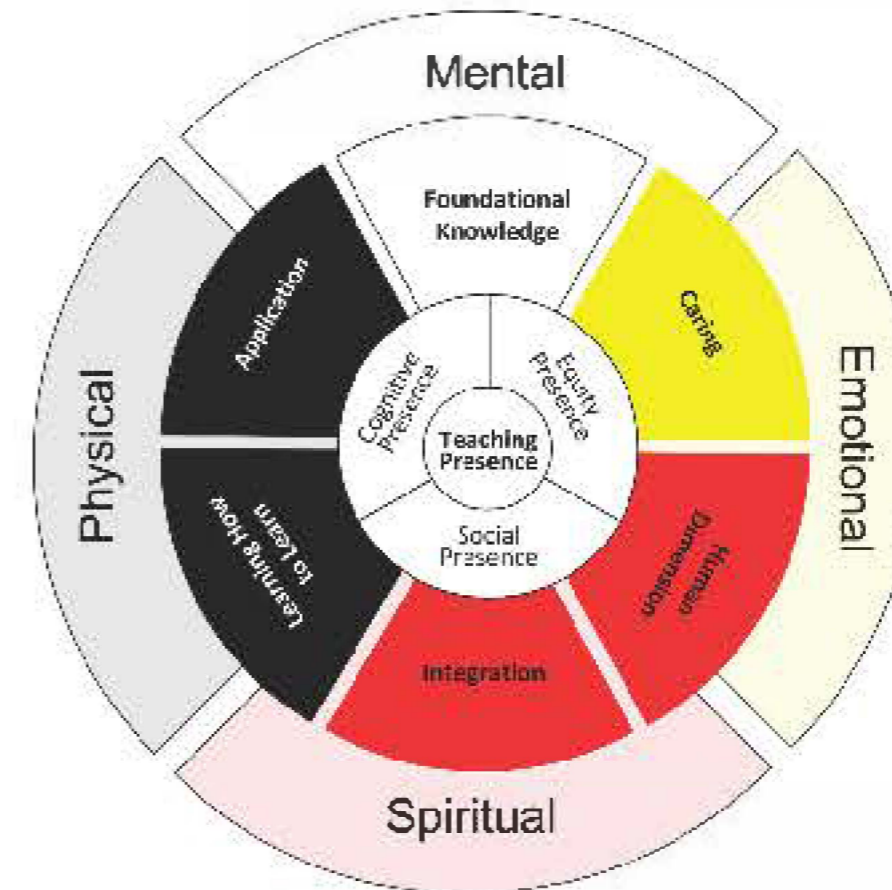 Mental
Foundational
Knowledge
Application
Caring
Cognitive
Presence
Equity
Presence
Physical
Emotional
Teaching
Presence
Learning How
to Learn
Social
Presence
Human
Dimension
Integration
Spiritual